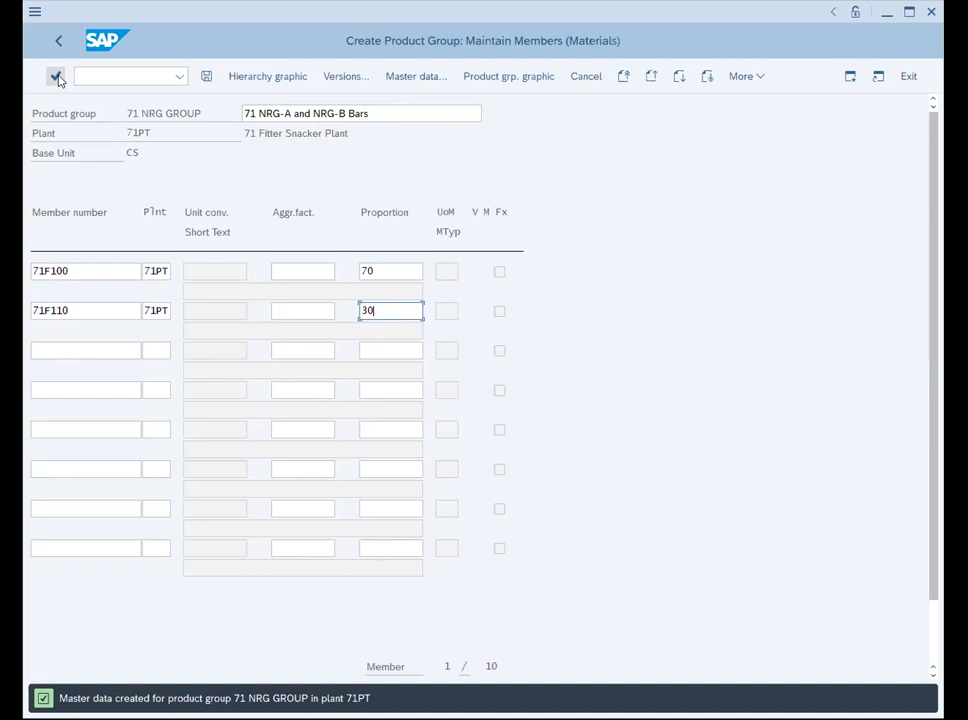 SAP
Create Product Group: Maintain Members (Materials)
Hierarchy graphic Versions... Master data... Product grp. graphic Cancel More Exit
Product group 71 NRG GROUP 71 NRG-A and NRG-B Bars
Plant 71PT 71 Fitter Snacker Plant
Base Unit CS
Member number Plnt Unit conv. Aggr.fact. Proportion UoM V M Fx
Short Text MTyp
71F100 71PT 70
71F110 71PT 30
Member 1 / 10
Master data created for product group 71 NRG GROUP in plant 71PT